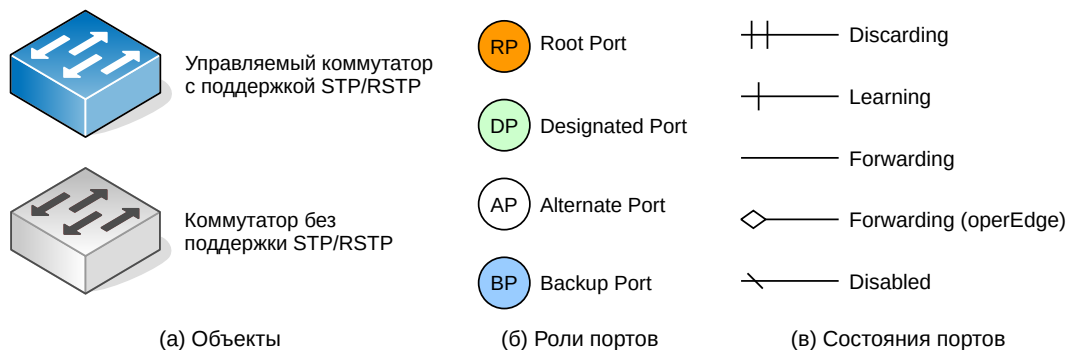 Управляемый коммутатор
с поддержкой STP/RSTP
Коммутатор без
поддержки STP/RSTP
(а) Объекты
RP Root Port
DP Designated Port
AP Alternate Port
BP Backup Port
(б) Роли портов
Discarding
Learning
Forwarding
Forwarding (operEdge)
Disabled
(в) Состояния портов